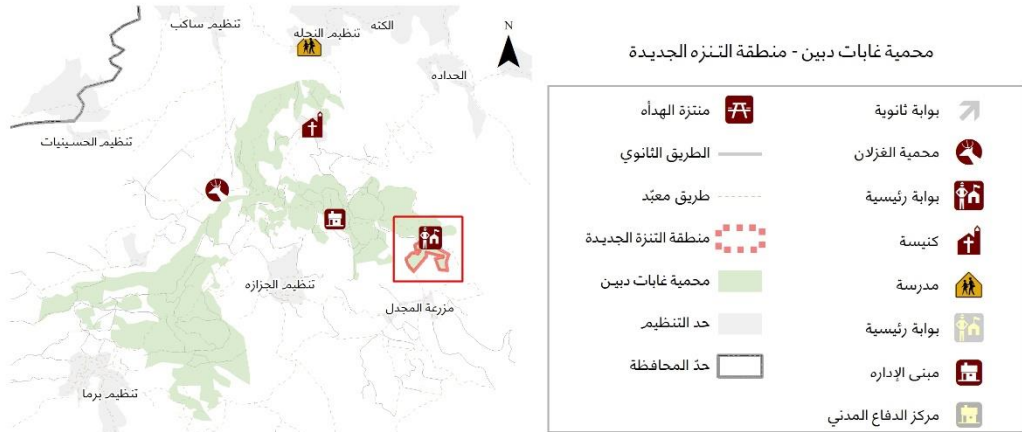 الكته
تنظيم ساكب
تنظيم النحله
N
الحداده
تنظيم الحسينيات
تنظيم الجزازه
مزرعة المجدل
تنظيم برما
محمية غابات دبين - منطقة التنزه الجديدة
بوابة ثانوية
محمية الغزلان
بوابة رئيسية
كنيسة
مدرسة
بوابة رئيسية
مبنى الإداره
مركز الدفاع المدني
منتزة الهدأه
الطريق الثانوي
طريق معبّد
منطقة التنزة الجديدة
محمية غابات دبين
حد التنظيم
حدّ المحافظة